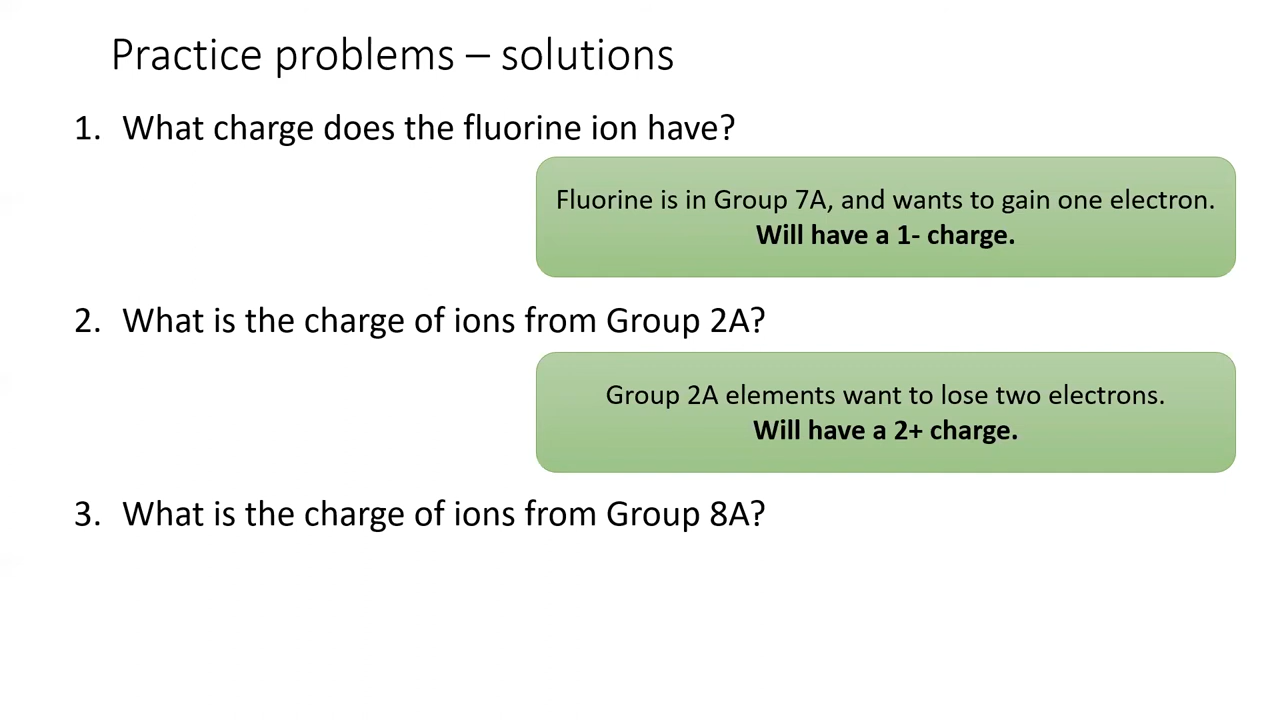 Practice problems – solutions
1. What charge does the fluorine ion have?
Fluorine is in Group 7A, and wants to gain one electron.
Will have a 1- charge.
2. What is the charge of ions from Group 2A?
Group 2A elements want to lose two electrons.
Will have a 2+ charge.
3. What is the charge of ions from Group 8A?